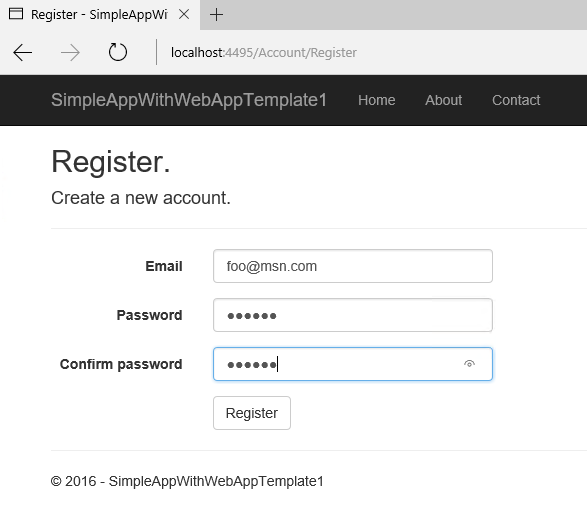 Register - SimpleAppWi
localhost:4495/Account/Register
SimpleAppWithWebAppTemplate1 Home About Contact
Register.
Create a new account.
Email foo@msn.com
Password ●●●●●●
Confirm password ●●●●●●
Register
© 2016 - SimpleAppWithWebAppTemplate1